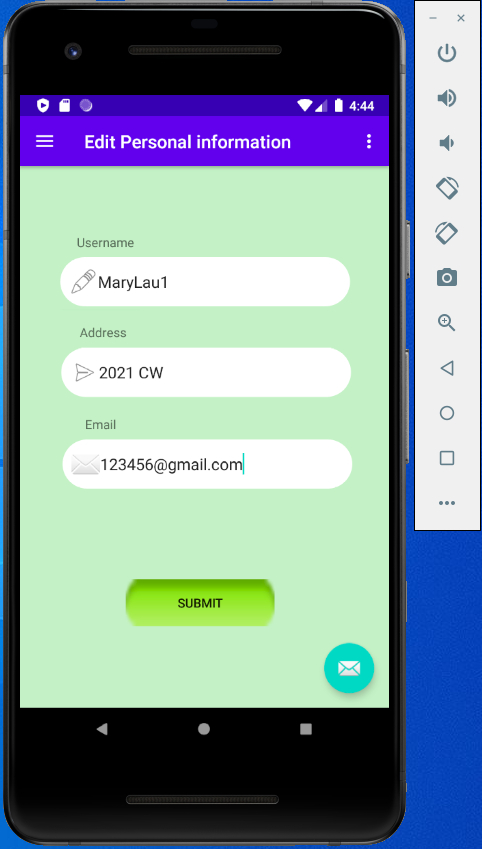 4:44
Edit Personal information
Username
MaryLau1
Address
2021 CW
Email
123456@gmail.com
SUBMIT